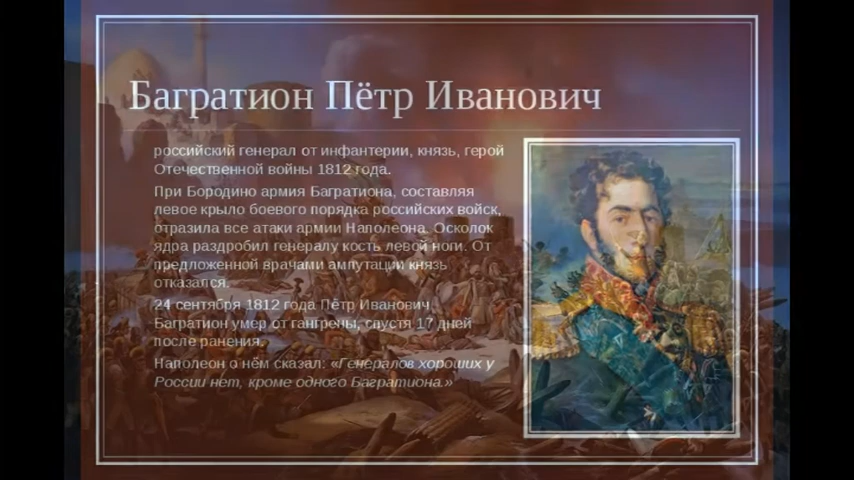 Багратион Пётр Иванович
российский генерал от инфантерии, князь, герой
Отечественной войны 1812 года.
При Бородино армия Багратиона, составляя
левое крыло боевого порядка российских войск,
отразила все атаки армии Наполеона. Осколок
ядра раздробил генералу кость левой ноги. От
предложенной врачами ампутации князь
отказался.
24 сентября 1812 года Пётр Иванович
Багратион умер от гангрены, спустя 17 дней
после ранения.
Наполеон о нём сказал: «Генералов хороших у
России нет, кроме одного Багратиона.»